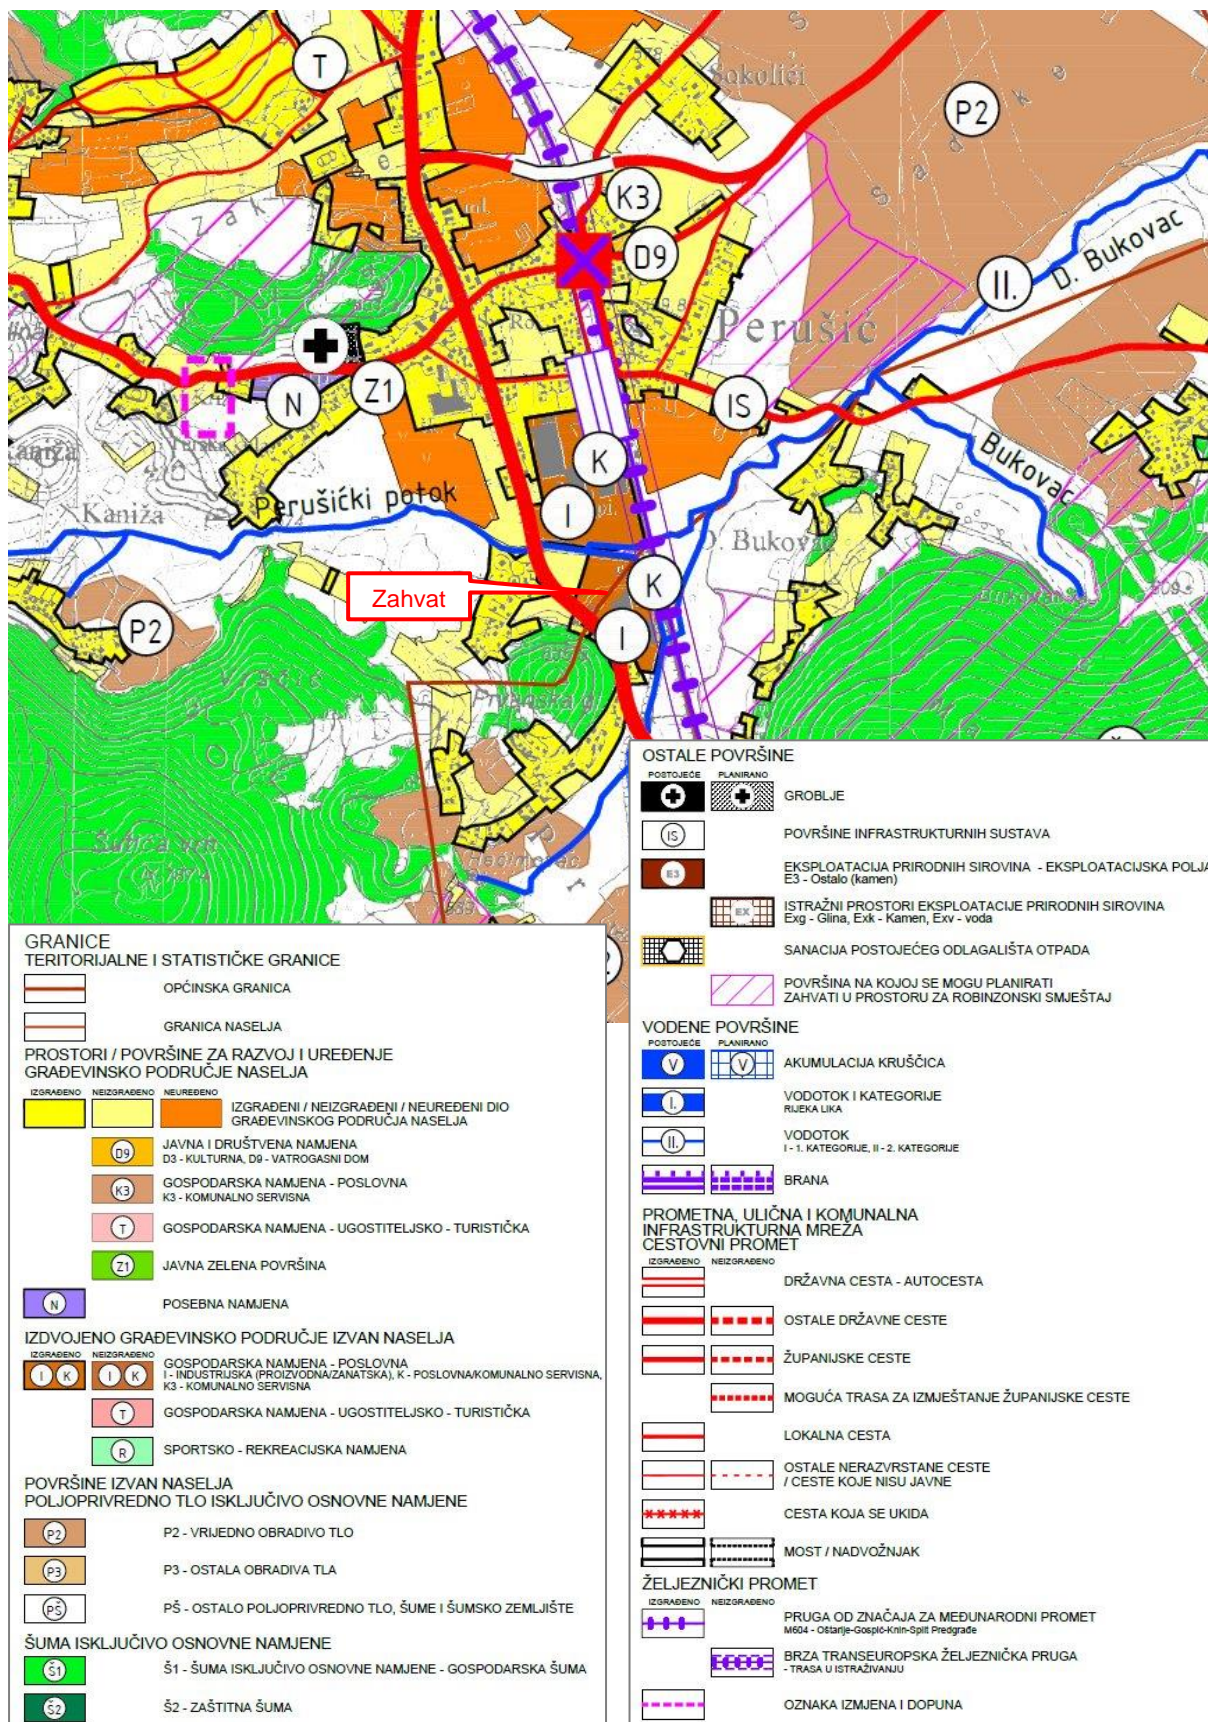 T
Sokolići
P2
K3
D9
II.
D. Bukovac
Perušić
Z1
N
IS
K
Bukovac
Perušićki potok
Kaniža
I
D. Bukovac
Zahvat
K
P2
I
OSTALE POVRŠINE
POSTOJEĆE PLANIRANO
GROBLJE
IS
POVRŠINE INFRASTRUKTURNIH SUSTAVA
E3
EKSPLOATACIJA PRIRODNIH SIROVINA - EKSPLOATACIJSKA POLJA
E3 - Ostalo (kamen)
EX
ISTRAŽNI PROSTORI EKSPLOATACIJE PRIRODNIH SIROVINA
Exg - Glina, Exk - Kamen, Exv - voda
SANACIJA POSTOJEĆEG ODLAGALIŠTA OTPADA
POVRŠINA NA KOJOJ SE MOGU PLANIRATI
ZAHVATI U PROSTORU ZA ROBINZONSKI SMJEŠTAJ
VODENE POVRŠINE
POSTOJEĆE PLANIRANO
V V
AKUMULACIJA KRUŠČICA
I.
VODOTOK I KATEGORIJE
RIJEKA LIKA
II.
VODOTOK
I - 1. KATEGORIJE, II - 2. KATEGORIJE
BRANA
PROMETNA, ULIČNA I KOMUNALNA
INFRASTRUKTURNA MREŽA
CESTOVNI PROMET
IZGRAĐENO NEIZGRAĐENO
DRŽAVNA CESTA - AUTOCESTA
OSTALE DRŽAVNE CESTE
ŽUPANIJSKE CESTE
MOGUĆA TRASA ZA IZMJEŠTANJE ŽUPANIJSKE CESTE
LOKALNA CESTA
OSTALE NERAZVRSTANE CESTE
/ CESTE KOJE NISU JAVNE
CESTA KOJA SE UKIDA
MOST / NADVOŽNJAK
ŽELJEZNIČKI PROMET
IZGRAĐENO NEIZGRAĐENO
PRUGA OD ZNAČAJA ZA MEĐUNARODNI PROMET
M604 - Oštarije-Gospić-Knin-Split Predgrađe
BRZA TRANSEUROPSKA ŽELJEZNIČKA PRUGA
- TRASA U ISTRAŽIVANJU
OZNAKA IZMJENA I DOPUNA
GRANICE
TERITORIJALNE I STATISTIČKE GRANICE
OPĆINSKA GRANICA
GRANICA NASELJA
PROSTORI / POVRŠINE ZA RAZVOJ I UREĐENJE
GRAĐEVINSKO PODRUČJE NASELJA
IZGRAĐENO NEIZGRAĐENO NEUREĐENO
IZGRAĐENI / NEIZGRAĐENI / NEUREĐENI DIO
GRAĐEVINSKOG PODRUČJA NASELJA
D9
JAVNA I DRUŠTVENA NAMJENA
D3 - KULTURNA, D9 - VATROGASNI DOM
K3
GOSPODARSKA NAMJENA - POSLOVNA
K3 - KOMUNALNO SERVISNA
T
GOSPODARSKA NAMJENA - UGOSTITELJSKO - TURISTIČKA
Z1
JAVNA ZELENA POVRŠINA
N
POSEBNA NAMJENA
IZDVOJENO GRAĐEVINSKO PODRUČJE IZVAN NASELJA
IZGRAĐENO NEIZGRAĐENO
I K I K
GOSPODARSKA NAMJENA - POSLOVNA
I - INDUSTRIJSKA (PROIZVODNA/ZANATSKA), K - POSLOVNA/KOMUNALNO SERVISNA,
K3 - KOMUNALNO SERVISNA
T
GOSPODARSKA NAMJENA - UGOSTITELJSKO - TURISTIČKA
R
SPORTSKO - REKREACIJSKA NAMJENA
POVRŠINE IZVAN NASELJA
POLJOPRIVREDNO TLO ISKLJUČIVO OSNOVNE NAMJENE
P2
P2 - VRIJEDNO OBRADIVO TLO
P3
P3 - OSTALA OBRADIVA TLA
PŠ
PŠ - OSTALO POLJOPRIVREDNO TLO, ŠUME I ŠUMSKO ZEMLJIŠTE
ŠUMA ISKLJUČIVO OSNOVNE NAMJENE
Š1
Š1 - ŠUMA ISKLJUČIVO OSNOVNE NAMJENE - GOSPODARSKA ŠUMA
Š2
Š2 - ZAŠTITNA ŠUMA